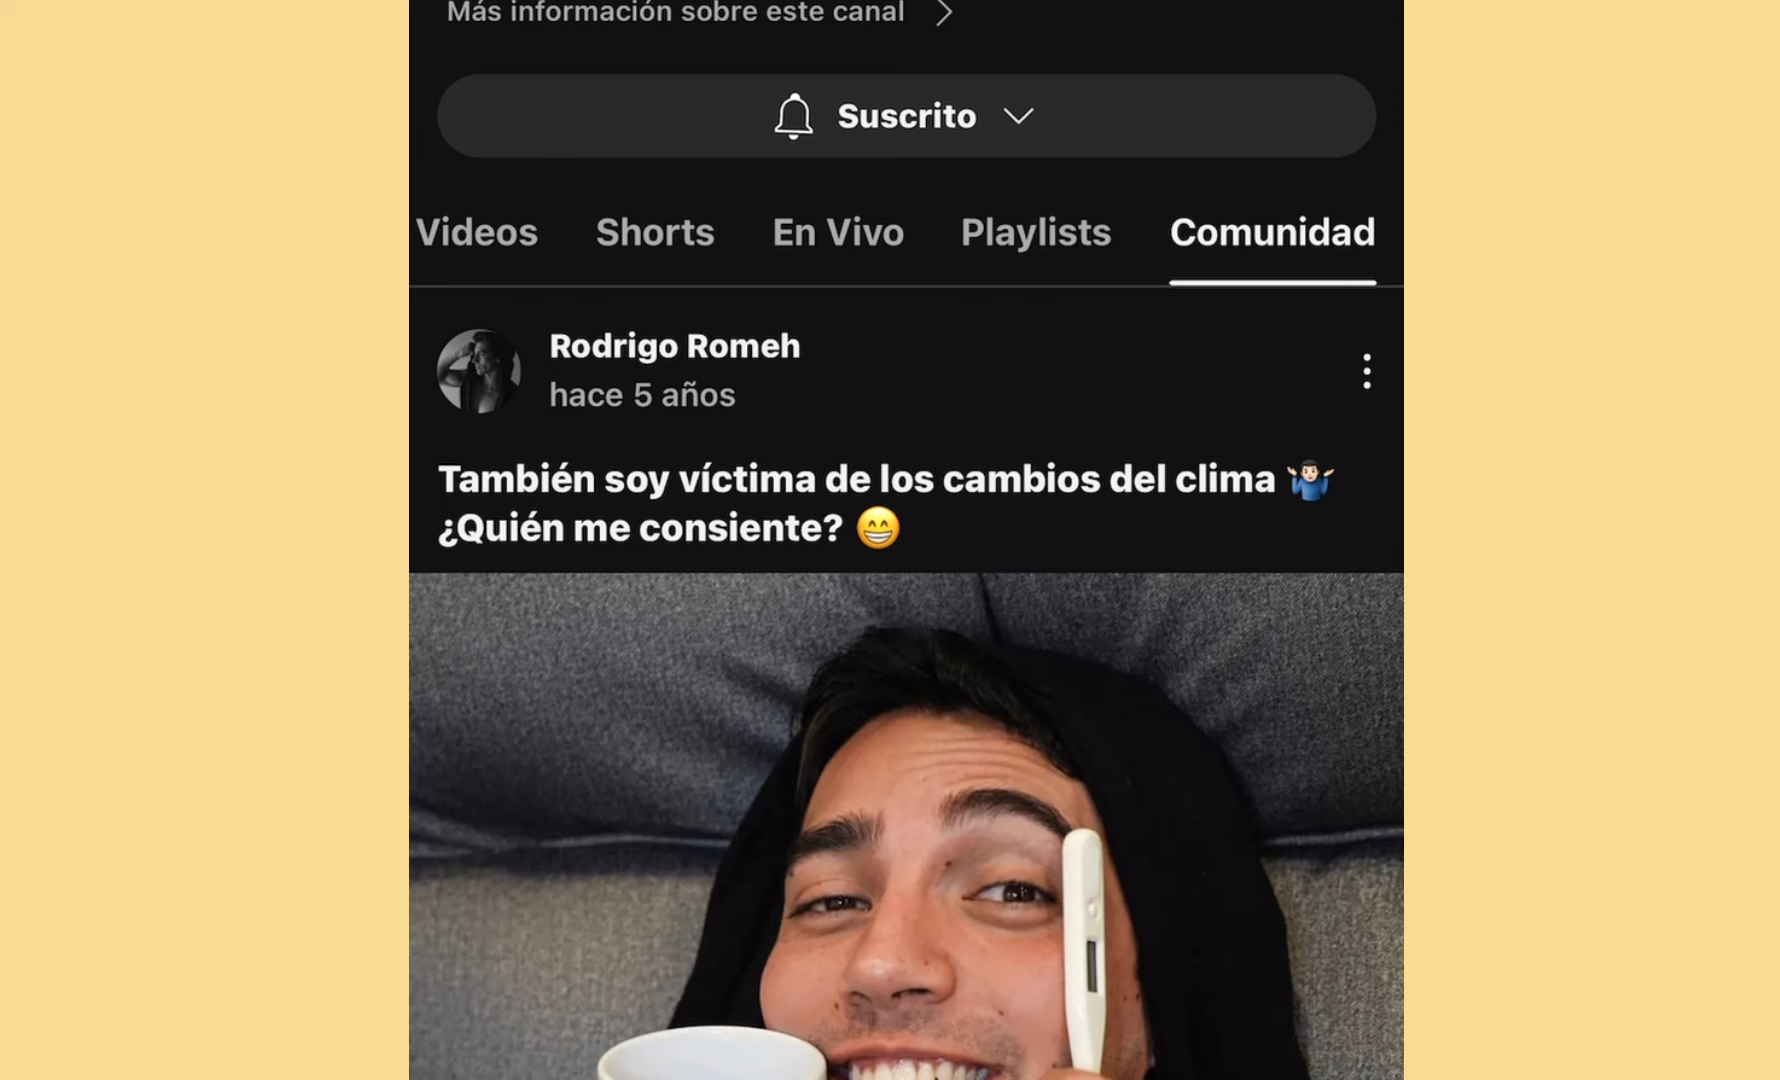 Más información sobre este canal
Suscrito
Videos Shorts En Vivo Playlists Comunidad
Rodrigo Romeh
hace 5 años
También soy víctima de los cambios del clima 🤷🏻‍♂️
¿Quién me consiente? 😁